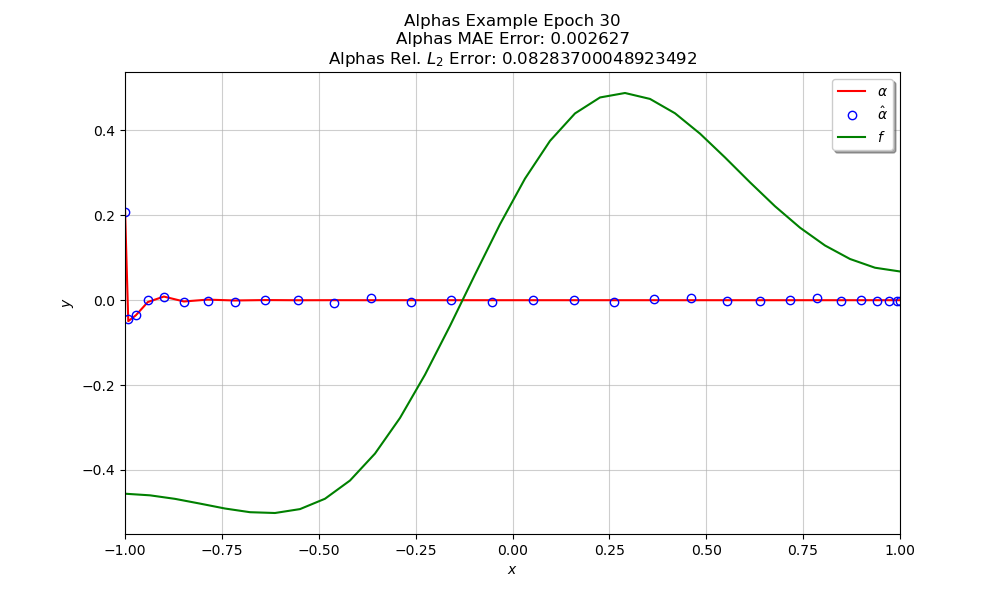 Alphas Example Epoch 30
Alphas MAE Error: 0.002627
Alphas Rel. L₂ Error: 0.08283700048923492
α
α̂
f
0.4
0.2
0.0
−0.2
−0.4
y
−1.00 −0.75 −0.50 −0.25 0.00 0.25 0.50 0.75 1.00
x